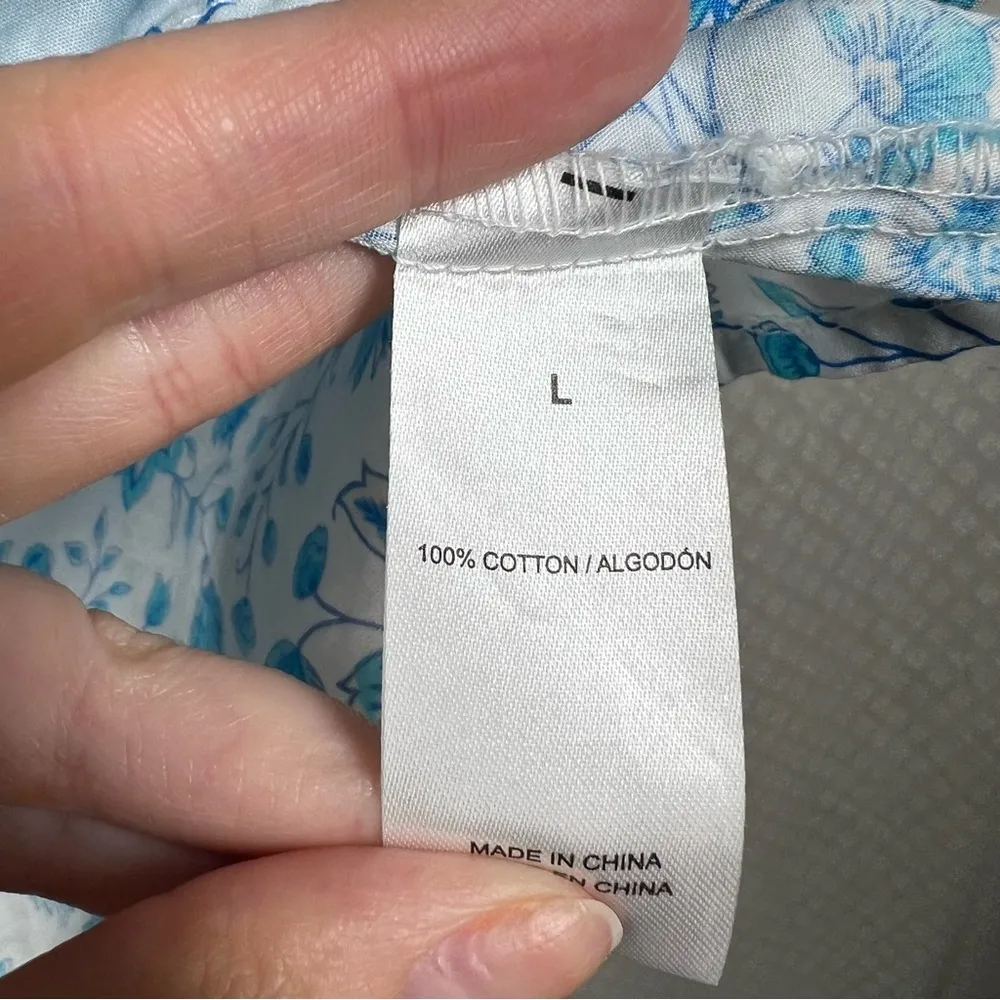 L
100% COTTON / ALGODÓN
MADE IN CHINA
EN CHINA